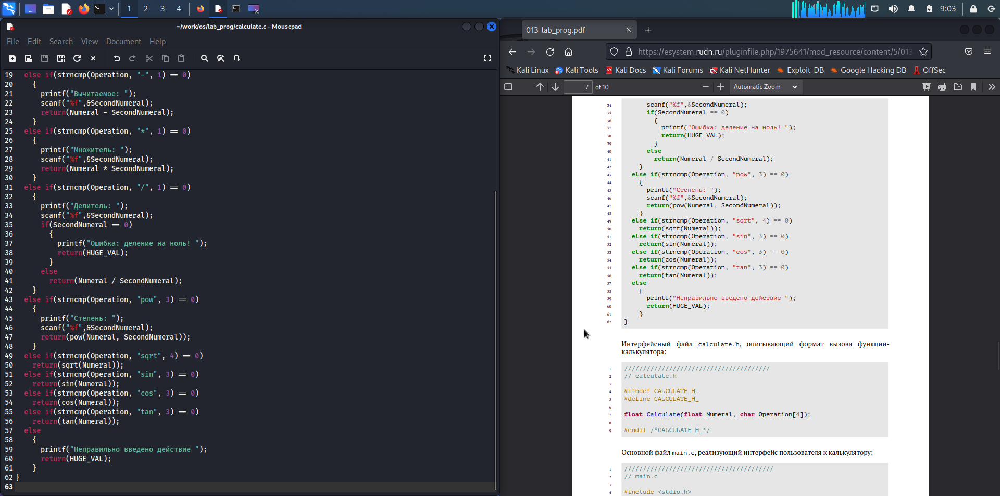 1 2 3 4 9:03
~/work/os/lab_prog/calculate.c - Mousepad
File Edit Search View Document Help
19 else if(strncmp(Operation, "-", 1) == 0)
20 {
21 printf("Вычитаемое: ");
22 scanf("%f",&SecondNumeral);
23 return(Numeral - SecondNumeral);
24 }
25 else if(strncmp(Operation, "*", 1) == 0)
26 {
27 printf("Множитель: ");
28 scanf("%f",&SecondNumeral);
29 return(Numeral * SecondNumeral);
30 }
31 else if(strncmp(Operation, "/", 1) == 0)
32 {
33 printf("Делитель: ");
34 scanf("%f",&SecondNumeral);
35 if(SecondNumeral == 0)
36 {
37 printf("Ошибка: деление на ноль! ");
38 return(HUGE_VAL);
39 }
40 else
41 return(Numeral / SecondNumeral);
42 }
43 else if(strncmp(Operation, "pow", 3) == 0)
44 {
45 printf("Степень: ");
46 scanf("%f",&SecondNumeral);
47 return(pow(Numeral, SecondNumeral));
48 }
49 else if(strncmp(Operation, "sqrt", 4) == 0)
50 return(sqrt(Numeral));
51 else if(strncmp(Operation, "sin", 3) == 0)
52 return(sin(Numeral));
53 else if(strncmp(Operation, "cos", 3) == 0)
54 return(cos(Numeral));
55 else if(strncmp(Operation, "tan", 3) == 0)
56 return(tan(Numeral));
57 else
58 {
59 printf("Неправильно введено действие ");
60 return(HUGE_VAL);
61 }
62 }
63
013-lab_prog.pdf
https://esystem.rudn.ru/pluginfile.php/1975641/mod_resource/content/5/013-
Kali Linux Kali Tools Kali Docs Kali Forums Kali NetHunter Exploit-DB Google Hacking DB OffSec
7 of 10 Automatic Zoom
34 scanf("%f",&SecondNumeral);
35 if(SecondNumeral == 0)
36 {
37 printf("Ошибка: деление на ноль! ");
38 return(HUGE_VAL);
39 }
40 else
41 return(Numeral / SecondNumeral);
42 }
43 else if(strncmp(Operation, "pow", 3) == 0)
44 {
45 printf("Степень: ");
46 scanf("%f",&SecondNumeral);
47 return(pow(Numeral, SecondNumeral));
48 }
49 else if(strncmp(Operation, "sqrt", 4) == 0)
50 return(sqrt(Numeral));
51 else if(strncmp(Operation, "sin", 3) == 0)
52 return(sin(Numeral));
53 else if(strncmp(Operation, "cos", 3) == 0)
54 return(cos(Numeral));
55 else if(strncmp(Operation, "tan", 3) == 0)
56 return(tan(Numeral));
57 else
58 {
59 printf("Неправильно введено действие ");
60 return(HUGE_VAL);
61 }
62 }
Интерфейсный файл calculate.h, описывающий формат вызова функции-
калькулятора:
1 ///////////////////////////////////////
2 // calculate.h
3
4 #ifndef CALCULATE_H_
5 #define CALCULATE_H_
6
7 float Calculate(float Numeral, char Operation[4]);
8
9 #endif /*CALCULATE_H_*/
Основной файл main.c, реализующий интерфейс пользователя к калькулятору:
1 ////////////////////////////////////////
2 // main.c
3
4 #include <stdio.h>